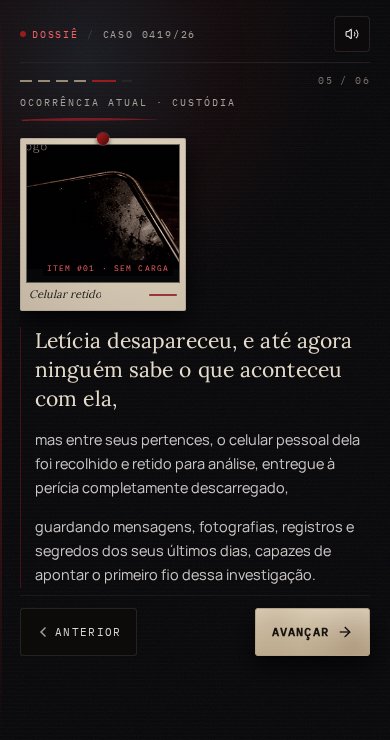 DOSSIÊ / CASO 0419/26
05 / 06
OCORRÊNCIA ATUAL · CUSTÓDIA
ogo
ITEM #01 · SEM CARGA
Celular retido
Letícia desapareceu, e até agora
ninguém sabe o que aconteceu
com ela,
mas entre seus pertences, o celular pessoal dela
foi recolhido e retido para análise, entregue à
perícia completamente descarregado,
guardando mensagens, fotografias, registros e
segredos dos seus últimos dias, capazes de
apontar o primeiro fio dessa investigação.
ANTERIOR
AVANÇAR